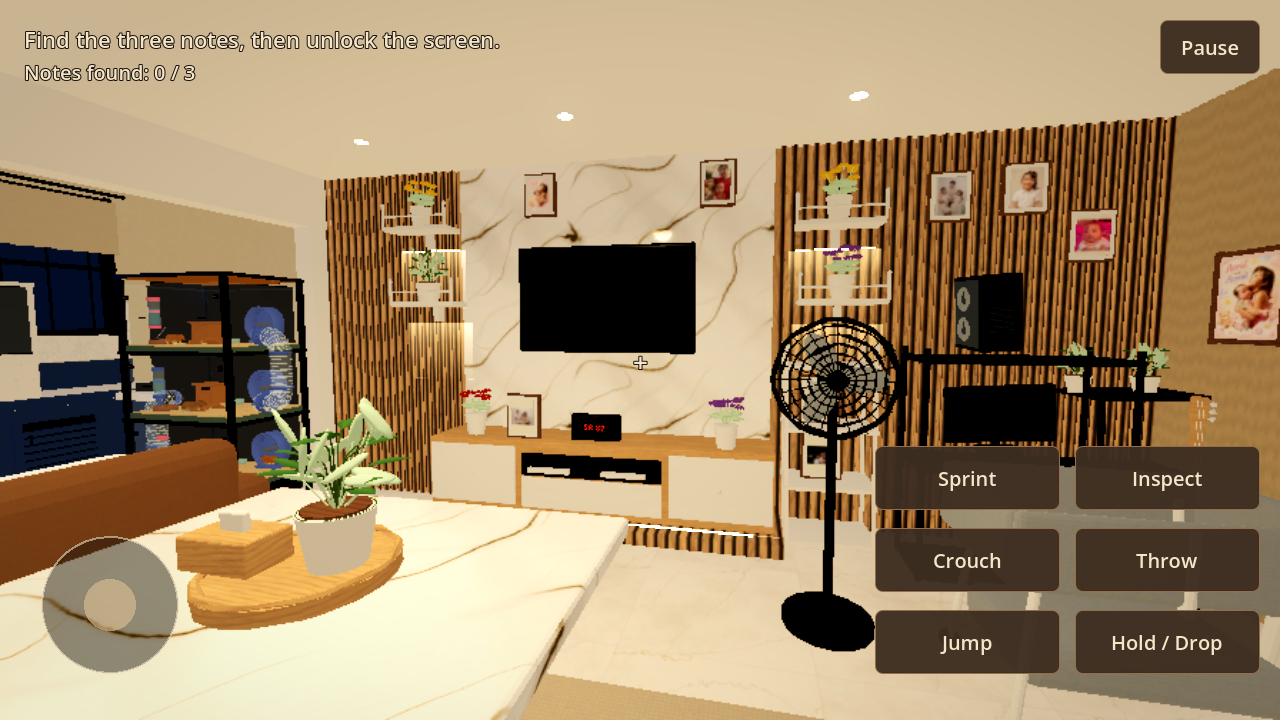 Find the three notes, then unlock the screen.
Pause
Notes found: 0 / 3
Sprint
Inspect
Crouch
Throw
Jump
Hold / Drop